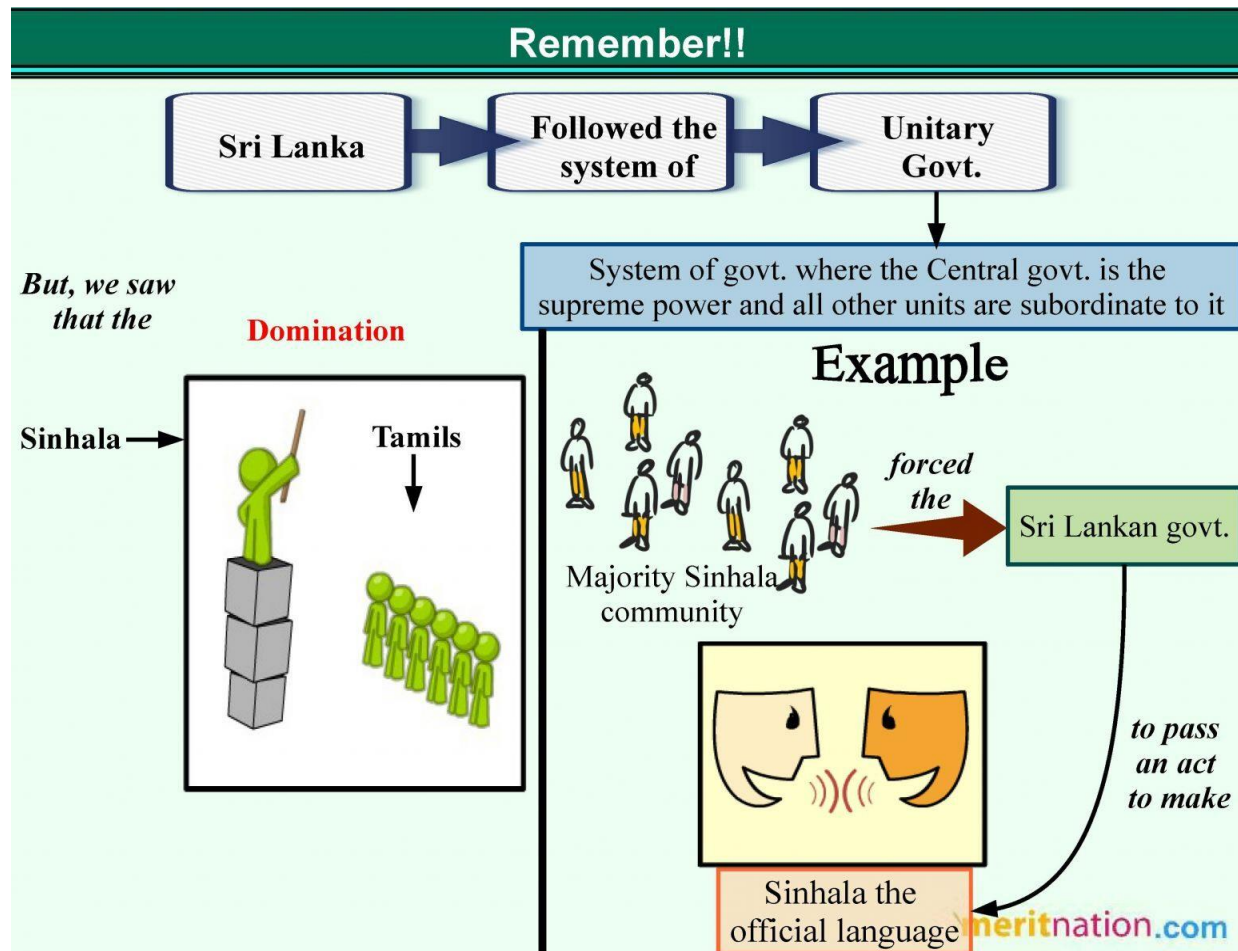 Remember!!
Sri Lanka
Followed the
system of
Unitary
Govt.
System of govt. where the Central govt. is the
supreme power and all other units are subordinate to it
But, we saw
that the
Domination
Sinhala
Tamils
Example
Majority Sinhala
community
forced
the
Sri Lankan govt.
to pass
an act
to make
Sinhala the
official language
meritnation.com